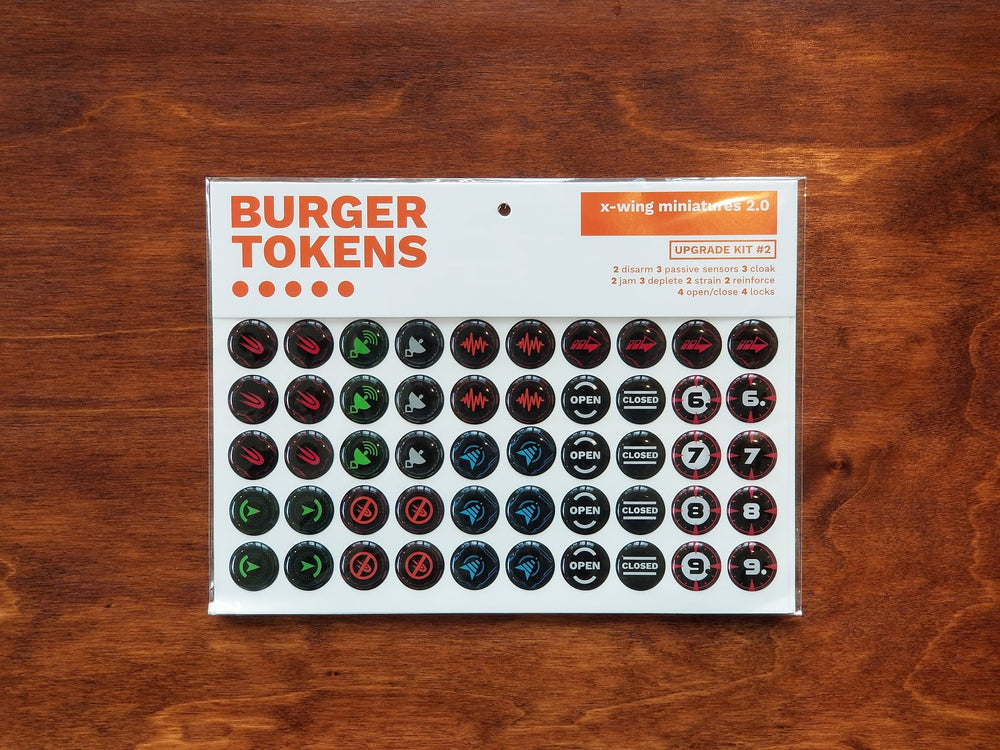 BURGER
TOKENS
x-wing miniatures 2.0
UPGRADE KIT #2
2 disarm 3 passive sensors 3 cloak
2 jam 3 deplete 2 strain 2 reinforce
4 open/close 4 locks
OPEN CLOSED 6. 6.
OPEN CLOSED 7 7
OPEN CLOSED 8 8
OPEN CLOSED 9. 9.